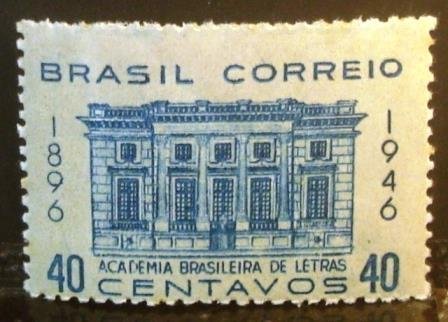 BRASIL CORREIO
1896
1946
ACADEMIA BRASILEIRA DE LETRAS
40 CENTAVOS 40